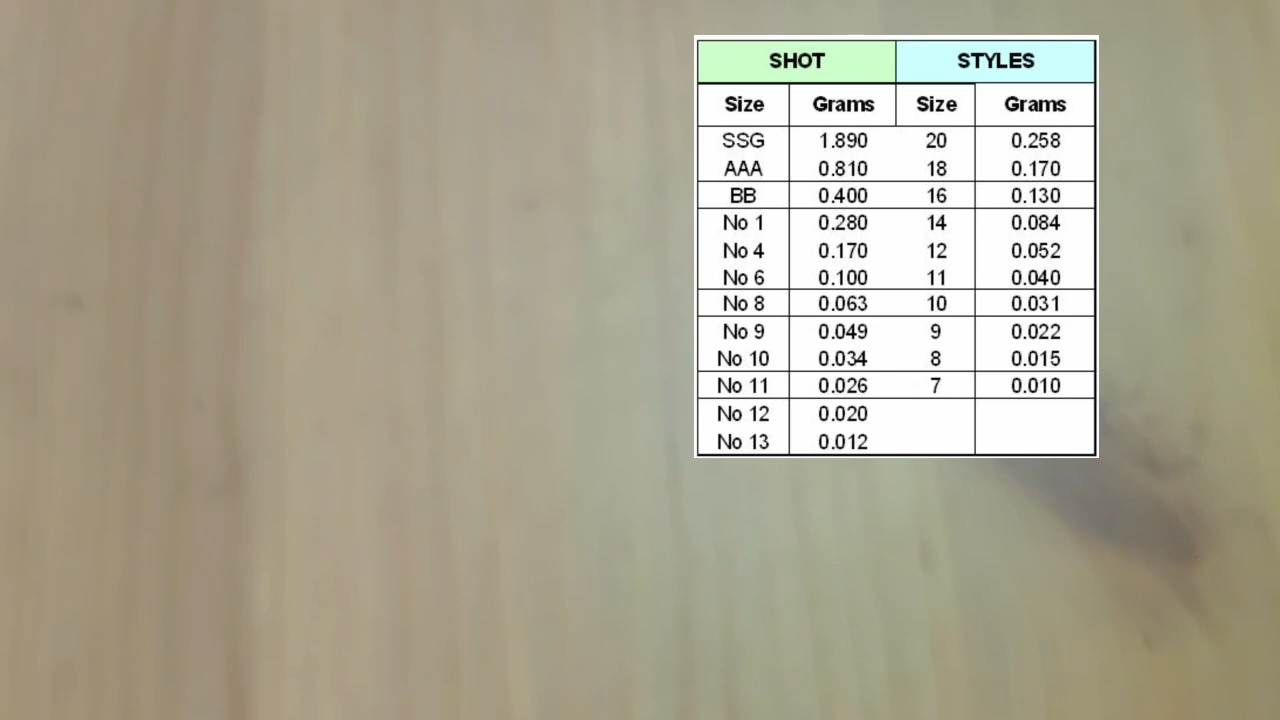 SHOT STYLES
Size Grams Size Grams
SSG 1.890 20 0.258
AAA 0.810 18 0.170
BB 0.400 16 0.130
No 1 0.280 14 0.084
No 4 0.170 12 0.052
No 6 0.100 11 0.040
No 8 0.063 10 0.031
No 9 0.049 9 0.022
No 10 0.034 8 0.015
No 11 0.026 7 0.010
No 12 0.020
No 13 0.012